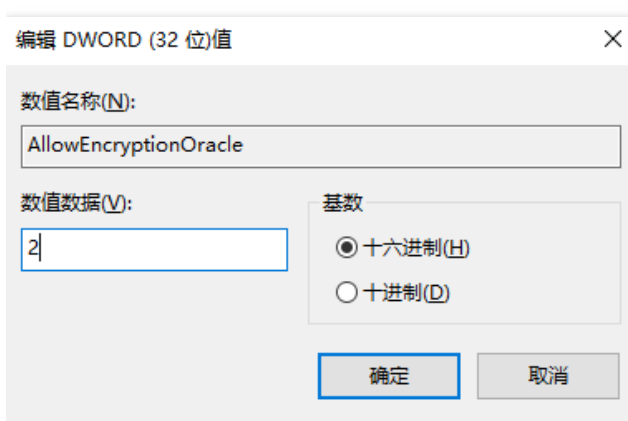 编辑 DWORD (32 位)值
数值名称(N):
AllowEncryptionOracle
数值数据(V):
2
基数
十六进制(H)
十进制(D)
确定
取消